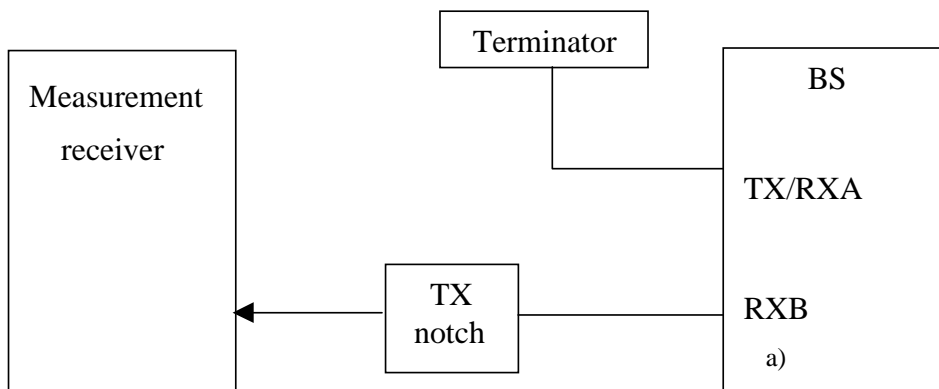 Terminator
Measurement
receiver
BS
TX/RXA
TX
notch
RXB
a)